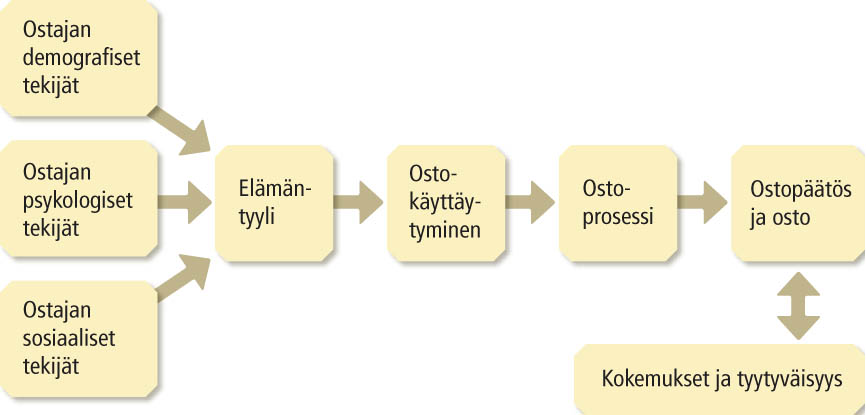 Ostajan
demografiset
tekijät
Ostajan
psykologiset
tekijät
Ostajan
sosiaaliset
tekijät
Elämän-
tyyli
Osto-
käyttäy-
tyminen
Osto-
prosessi
Ostopäätös
ja osto
Kokemukset ja tyytyväisyys